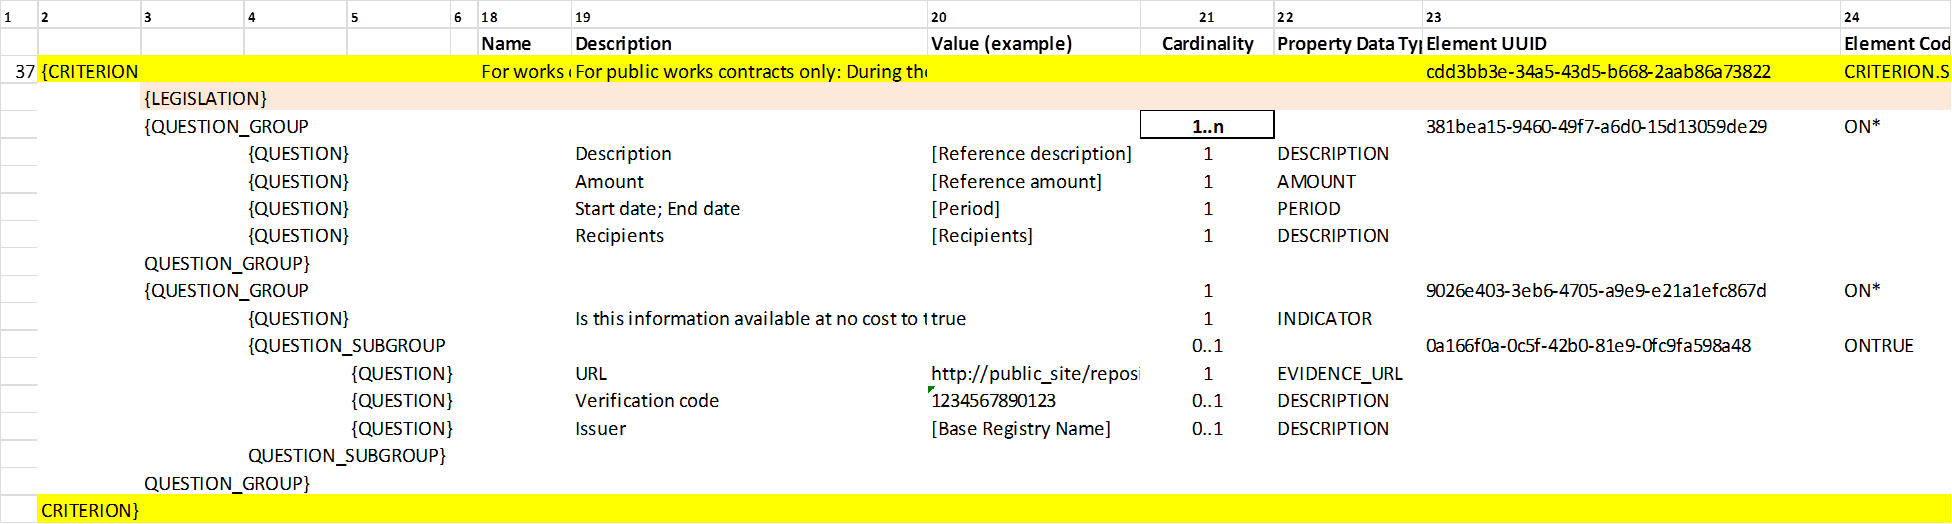 1 2 3 4 5 6 18 19 20 21 22 23 24
Name Description Value (example) Cardinality Property Data Typ Element UUID Element Cod
37 {CRITERION For works For public works contracts only: During the cdd3bb3e-34a5-43d5-b668-2aab86a73822 CRITERION.S
{LEGISLATION}
{QUESTION_GROUP 1..n 381bea15-9460-49f7-a6d0-15d13059de29 ON*
{QUESTION} Description [Reference description] 1 DESCRIPTION
{QUESTION} Amount [Reference amount] 1 AMOUNT
{QUESTION} Start date; End date [Period] 1 PERIOD
{QUESTION} Recipients [Recipients] 1 DESCRIPTION
QUESTION_GROUP}
{QUESTION_GROUP 1 9026e403-3eb6-4705-a9e9-e21a1efc867d ON*
{QUESTION} Is this information available at no cost to t true 1 INDICATOR
{QUESTION_SUBGROUP 0..1 0a166f0a-0c5f-42b0-81e9-0fc9fa598a48 ONTRUE
{QUESTION} URL http://public_site/reposi 1 EVIDENCE_URL
{QUESTION} Verification code 1234567890123 0..1 DESCRIPTION
{QUESTION} Issuer [Base Registry Name] 0..1 DESCRIPTION
QUESTION_SUBGROUP}
QUESTION_GROUP}
CRITERION}